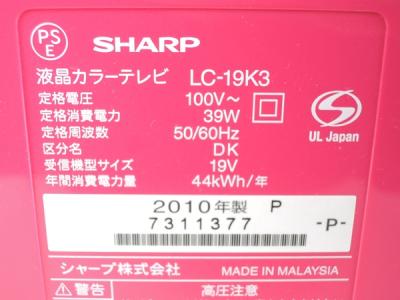 PSE SHARP
液晶カラーテレビ LC-19K3
定格電圧 100V～
定格消費電力 39W
定格周波数 50/60Hz
区分名 DK
受信機型サイズ 19V
年間消費電力量 44kWh/年
UL Japan
2010年製 P
7311377 -P-
シャープ株式会社 MADE IN MALAYSIA
警告 高圧注意